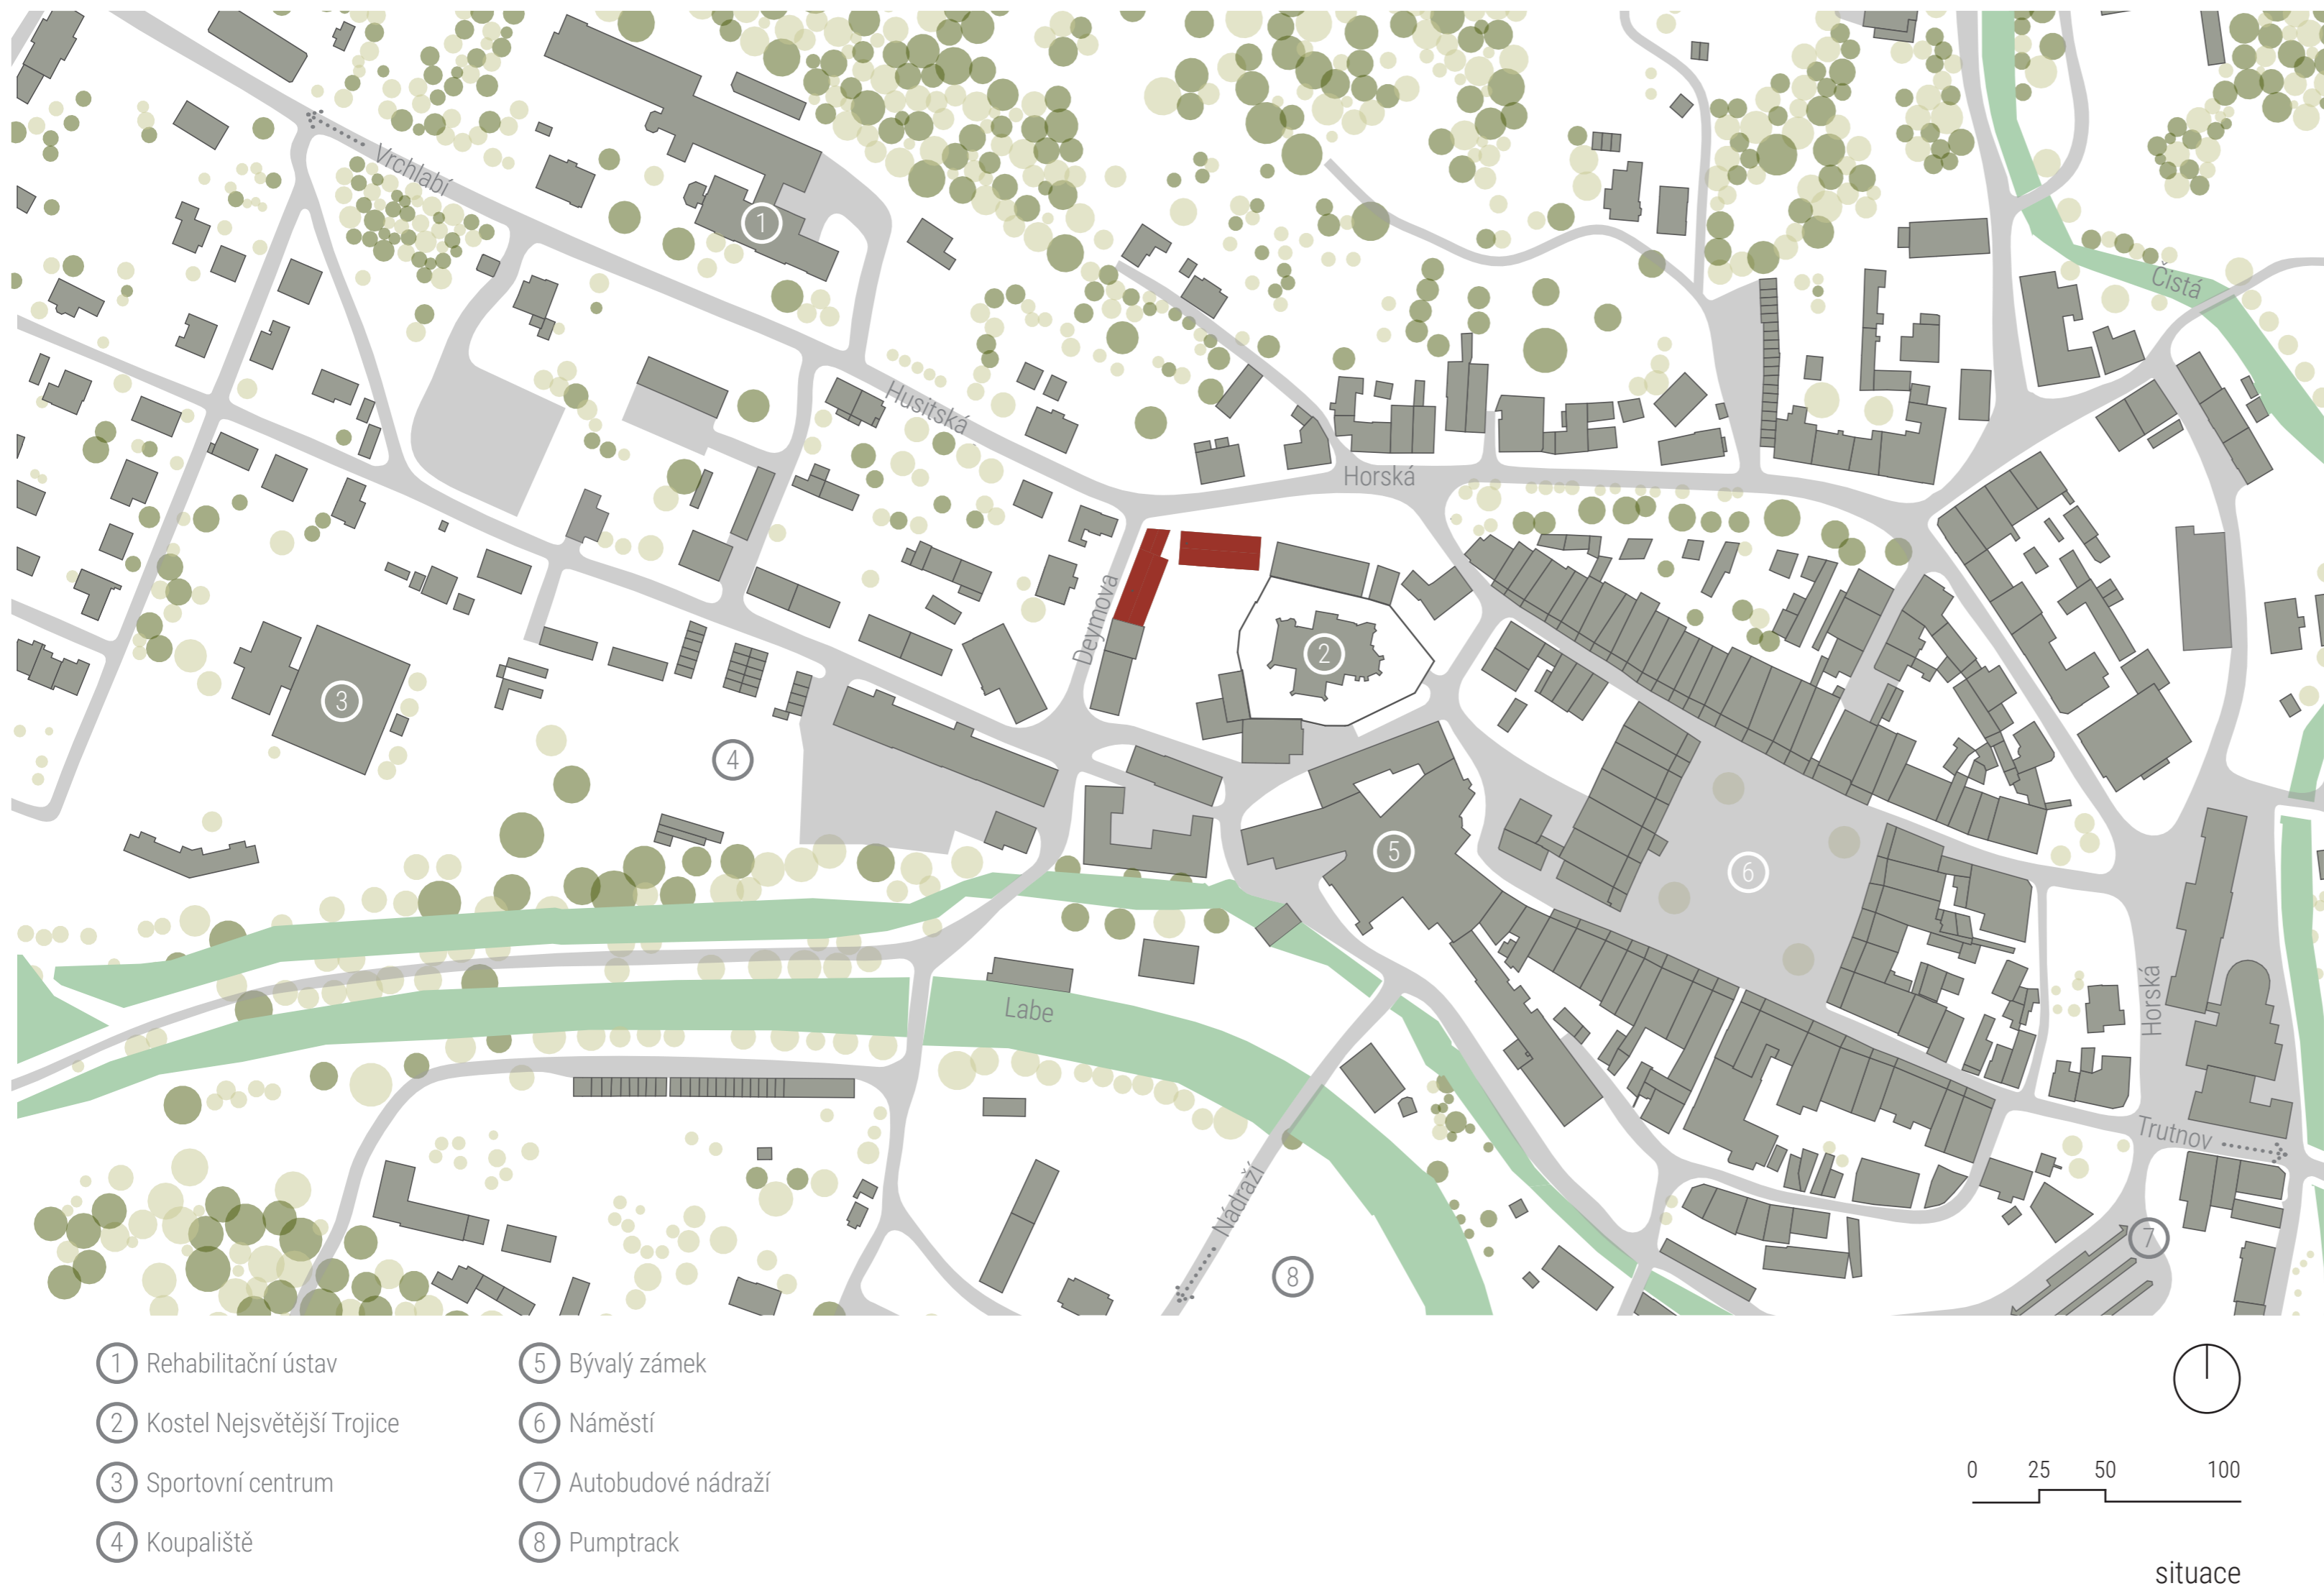 Vrchlabí
1
Čistá
Husitská
Horská
Deymova
2
3
4
5
6
Labe
Horská
Trutnov
Nádraží
7
8
1 Rehabilitační ústav
2 Kostel Nejsvětější Trojice
3 Sportovní centrum
4 Koupaliště
5 Bývalý zámek
6 Náměstí
7 Autobudové nádraží
8 Pumptrack
0 25 50 100
situace